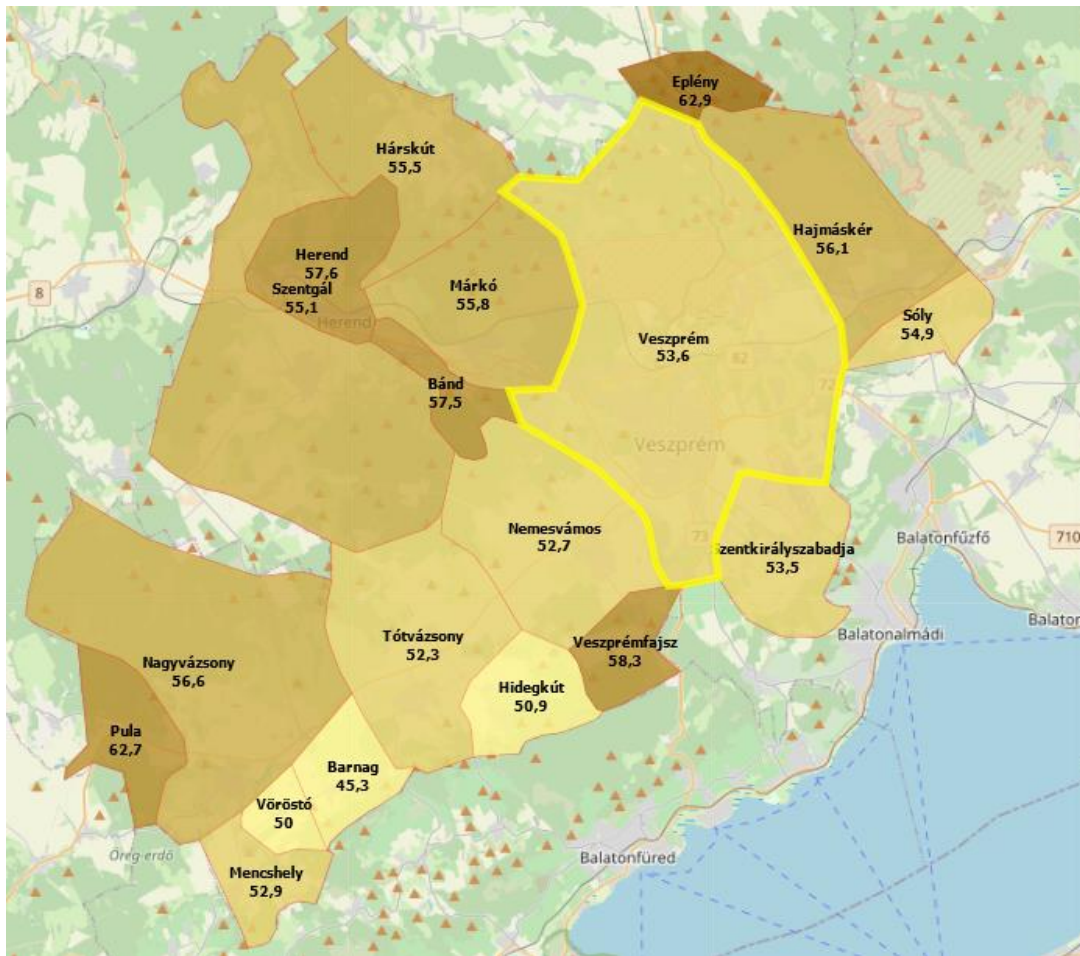 Eplény
62,9
Hárskút
55,5
Hajmáskér
56,1
Herend
57,6
Szentgál
55,1
Herend
Márkó
55,8
8
Sóly
54,9
Veszprém
53,6
82
72
Bánd
57,5
Veszprém
Nemesvámos
52,7
73
Szentkirályszabadja
53,5
Balatonfűzfő
710
Balaton
Balatonalmádi
Tótvázsony
52,3
Veszprémfajsz
58,3
Nagyvázsony
56,6
Hidegkút
50,9
Pula
62,7
Barnag
45,3
Vöröstó
50
Öreg-erdő
Mencshely
52,9
Balatonfüred